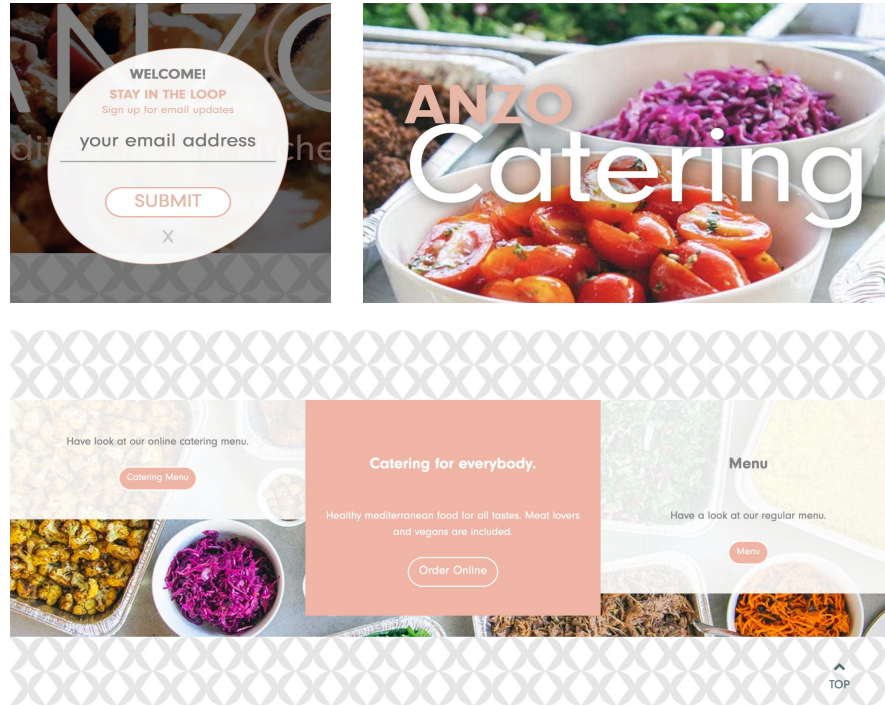 ANZO
WELCOME!
STAY IN THE LOOP
Sign up for email updates
your email address
SUBMIT
X
ANZO
Catering
Have look at our online catering menu.
Catering Menu
Catering for everybody.
Healthy mediterranean food for all tastes. Meat lovers
and vegans are included.
Order Online
Menu
Have a look at our regular menu.
Menu
TOP